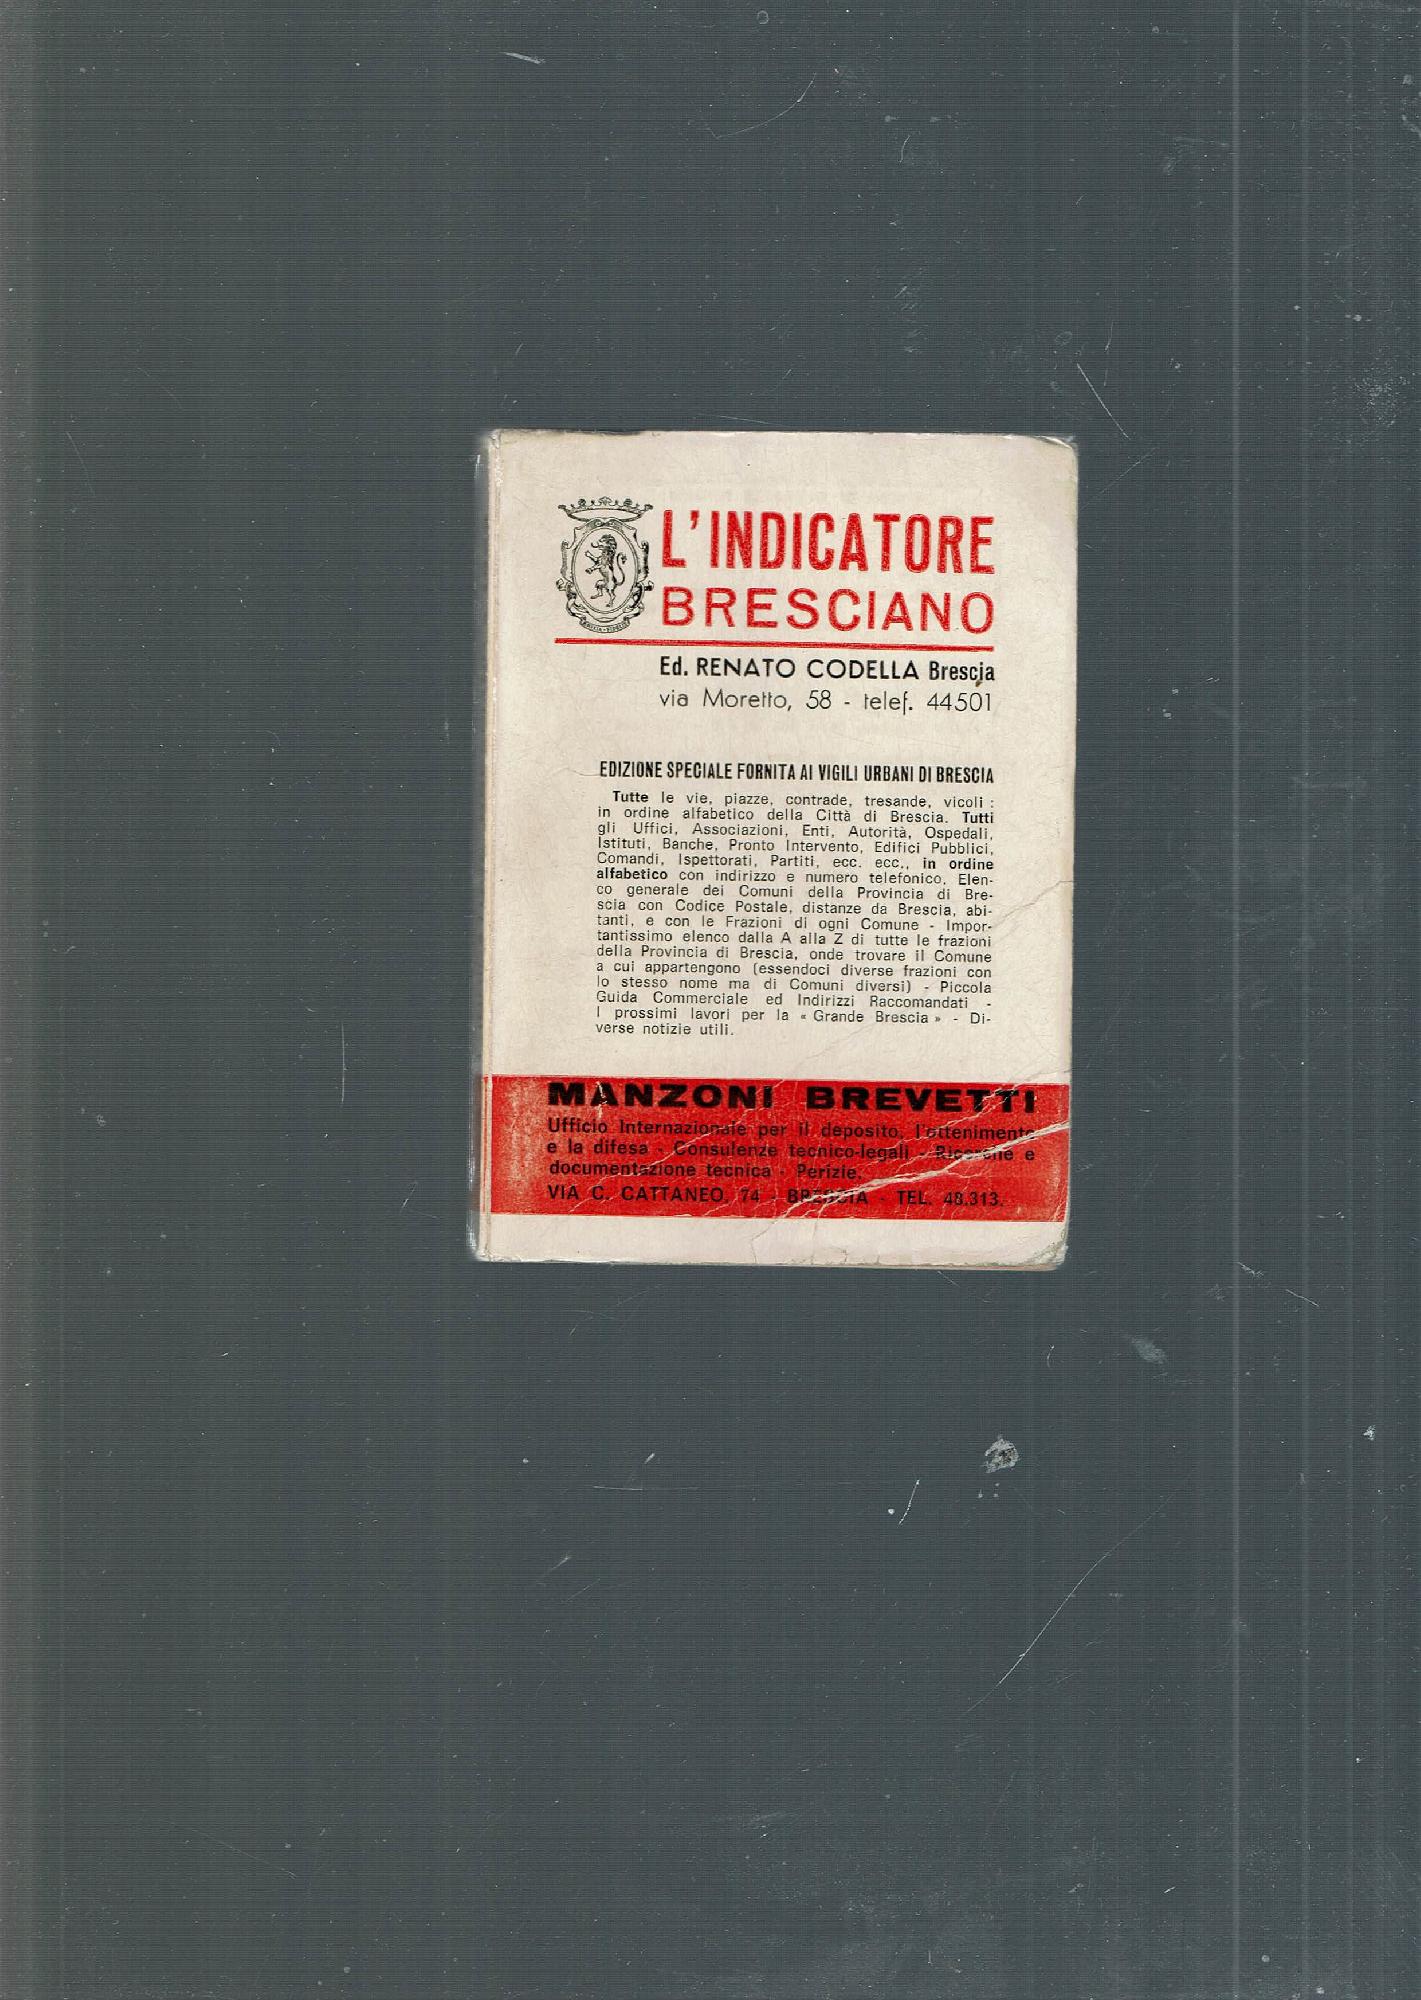 L'INDICATORE
BRESCIANO
Ed. RENATO CODELLA Brescia
via Moretto, 58 - telef. 44501
EDIZIONE SPECIALE FORNITA AI VIGILI URBANI DI BRESCIA
Tutte le vie, piazze, contrade, tresande, vicoli :
in ordine alfabetico della Città di Brescia. Tutti
gli Uffici, Associazioni, Enti, Autorità, Ospedali,
Istituti, Banche, Pronto Intervento, Edifici Pubblici,
Comandi, Ispettorati, Partiti, ecc. ecc., in ordine
alfabetico con indirizzo e numero telefonico. Elen-
co generale dei Comuni della Provincia di Bre-
scia con Codice Postale, distanze da Brescia, abi-
tanti, e con le Frazioni di ogni Comune - Impor-
tantissimo elenco dalla A alla Z di tutte le frazioni
della Provincia di Brescia, onde trovare il Comune
a cui appartengono (essendoci diverse frazioni con
lo stesso nome ma di Comuni diversi) - Piccola
Guida Commerciale ed Indirizzi Raccomandati -
I prossimi lavori per la « Grande Brescia » - Di-
verse notizie utili.
MANZONI BREVETTI
Ufficio Internazionale per il deposito, l'ottenimento
e la difesa - Consulenze tecnico-legali - Ricerche e
documentazione tecnica - Perizie.
VIA C. CATTANEO, 74 - BRESCIA - TEL. 48.313.